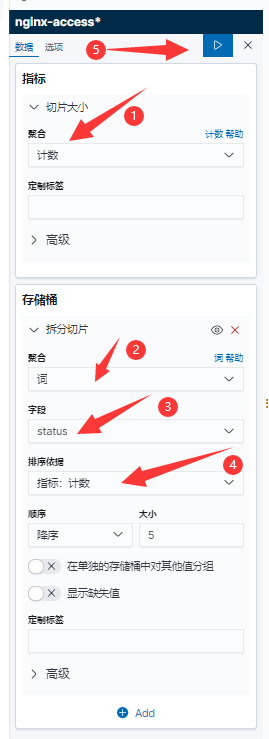 nginx-access*
数据 选项 5
指标
切片大小
1
聚合 计数 帮助
计数
定制标签
高级
存储桶
拆分切片
2
聚合 词 帮助
词
字段 3
status
排序依据 4
指标：计数
顺序 大小
降序 5
在单独的存储桶中对其他值分组
显示缺失值
定制标签
高级
Add